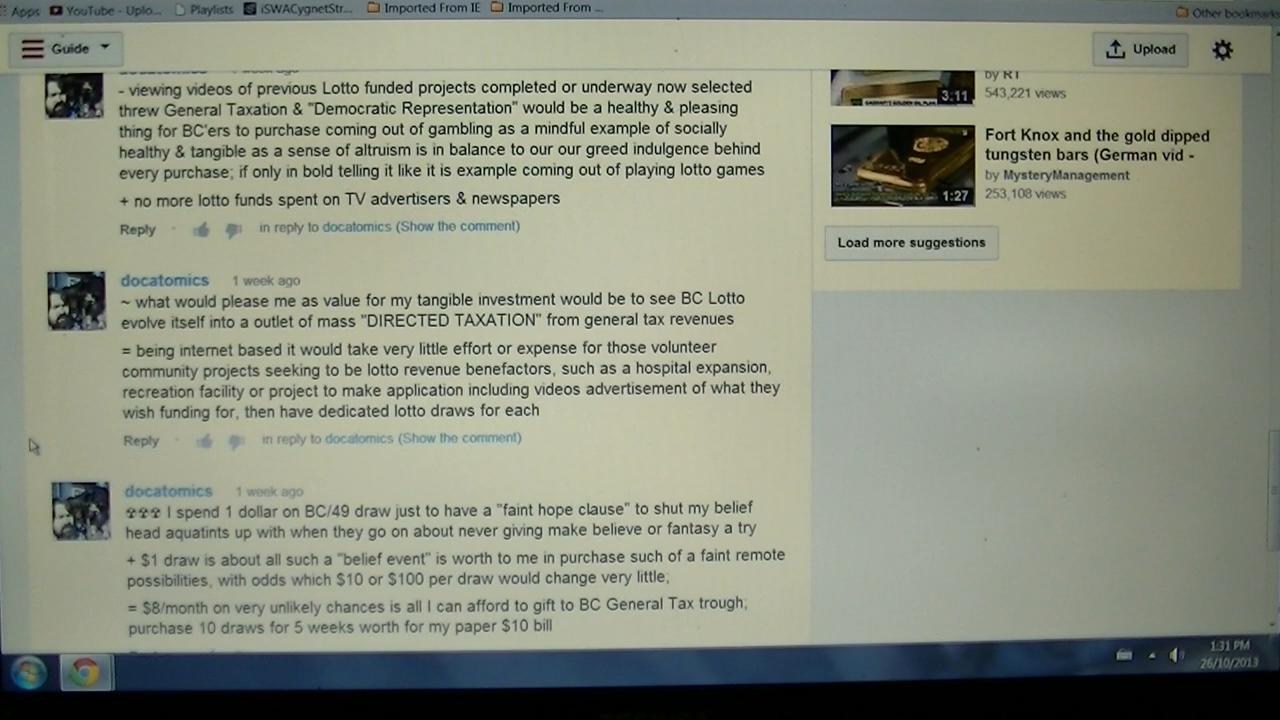 Apps YouTube - Uplo... Playlists iSWACygnetStr... Imported From IE Imported From ... Other bookmarks
Guide Upload
docatomics 1 week ago
- viewing videos of previous Lotto funded projects completed or underway now selected
threw General Taxation & "Democratic Representation" would be a healthy & pleasing
thing for BC'ers to purchase coming out of gambling as a mindful example of socially
healthy & tangible as a sense of altruism is in balance to our our greed indulgence behind
every purchase; if only in bold telling it like it is example coming out of playing lotto games
+ no more lotto funds spent on TV advertisers & newspapers
Reply · in reply to docatomics (Show the comment)
docatomics 1 week ago
~ what would please me as value for my tangible investment would be to see BC Lotto
evolve itself into a outlet of mass "DIRECTED TAXATION" from general tax revenues
= being internet based it would take very little effort or expense for those volunteer
community projects seeking to be lotto revenue benefactors, such as a hospital expansion,
recreation facility or project to make application including videos advertisement of what they
wish funding for, then have dedicated lotto draws for each
Reply · in reply to docatomics (Show the comment)
docatomics 1 week ago
I spend 1 dollar on BC/49 draw just to have a "faint hope clause" to shut my belief
head aquatints up with when they go on about never giving make believe or fantasy a try
+ $1 draw is about all such a "belief event" is worth to me in purchase such of a faint remote
possibilities, with odds which $10 or $100 per draw would change very little;
= $8/month on very unlikely chances is all I can afford to gift to BC General Tax trough;
purchase 10 draws for 5 weeks worth for my paper $10 bill
by RT
3:11 543,221 views
Fort Knox and the gold dipped
tungsten bars (German vid -
by MysteryManagement
1:27 253,108 views
Load more suggestions
1:31 PM
26/10/2013